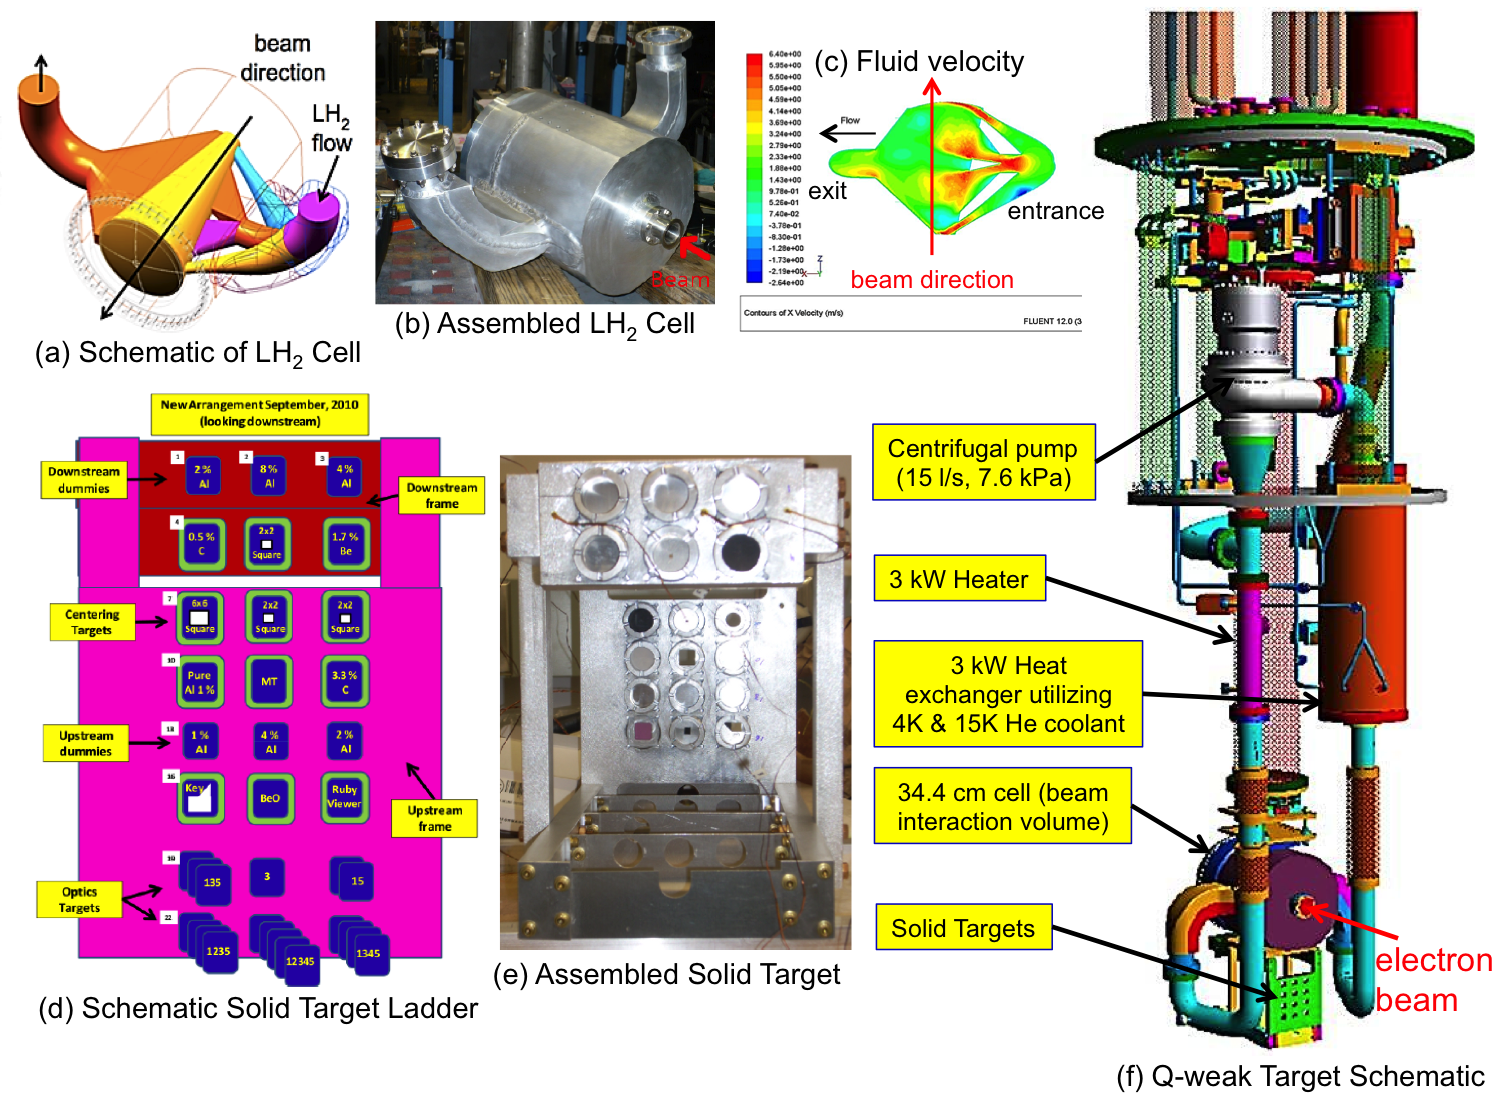 beam
direction
LH2
flow
(a) Schematic of LH2 Cell
Beam
(b) Assembled LH2 Cell
(c) Fluid velocity
6.40e+00
5.95e+00
5.50e+00
5.05e+00
4.59e+00
4.14e+00
3.69e+00
3.24e+00
2.79e+00
2.33e+00
1.88e+00
1.43e+00
9.78e-01
5.26e-01
7.40e-02
-3.78e-01
-8.30e-01
-1.28e+00
-1.73e+00
-2.19e+00
-2.64e+00
Flow
exit
entrance
Z
X
beam direction
Contours of X Velocity (m/s)
FLUENT 12.0 (3
New Arrangement September, 2010
(looking downstream)
Downstream
dummies
1
2 %
Al
2
8 %
Al
3
4 %
Al
Downstream
frame
4
0.5 %
C
2x2
Square
1.7 %
Be
Centering
Targets
7
6x6
Square
2x2
Square
2x2
Square
10
Pure
Al 1 %
MT
3.3 %
C
Upstream
dummies
13
1 %
Al
4 %
Al
2 %
Al
16
Key
BeO
Ruby
Viewer
Upstream
frame
Optics
Targets
19
135
3
15
22
1235
12345
1345
(d) Schematic Solid Target Ladder
(e) Assembled Solid Target
Centrifugal pump
(15 l/s, 7.6 kPa)
3 kW Heater
3 kW Heat
exchanger utilizing
4K & 15K He coolant
34.4 cm cell (beam
interaction volume)
Solid Targets
electron
beam
(f) Q-weak Target Schematic